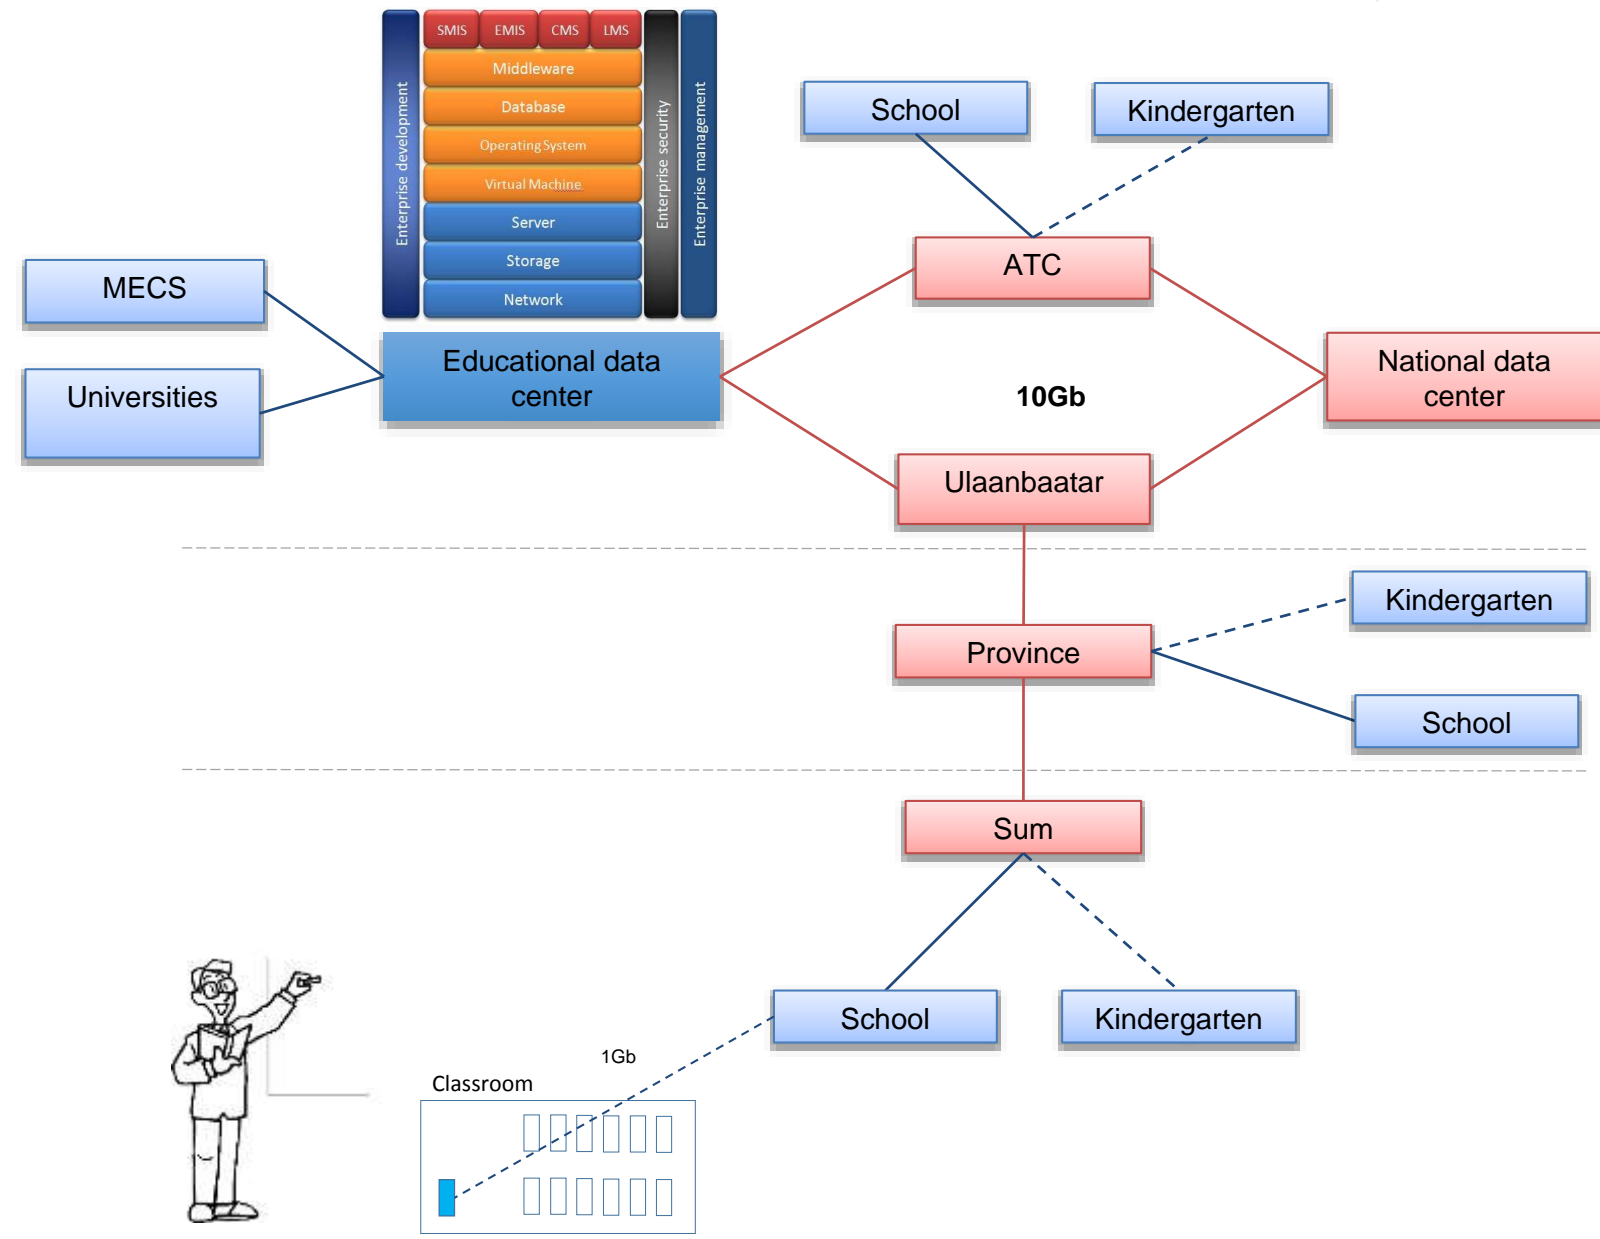 SMIS EMIS CMS LMS
Middleware
Database
Operating System
Virtual Machine
Server
Storage
Network
Enterprise development
Enterprise security
Enterprise management
School
Kindergarten
MECS
Universities
Educational data
center
ATC
10Gb
National data
center
Ulaanbaatar
Province
Kindergarten
School
Sum
School
Kindergarten
1Gb
Classroom